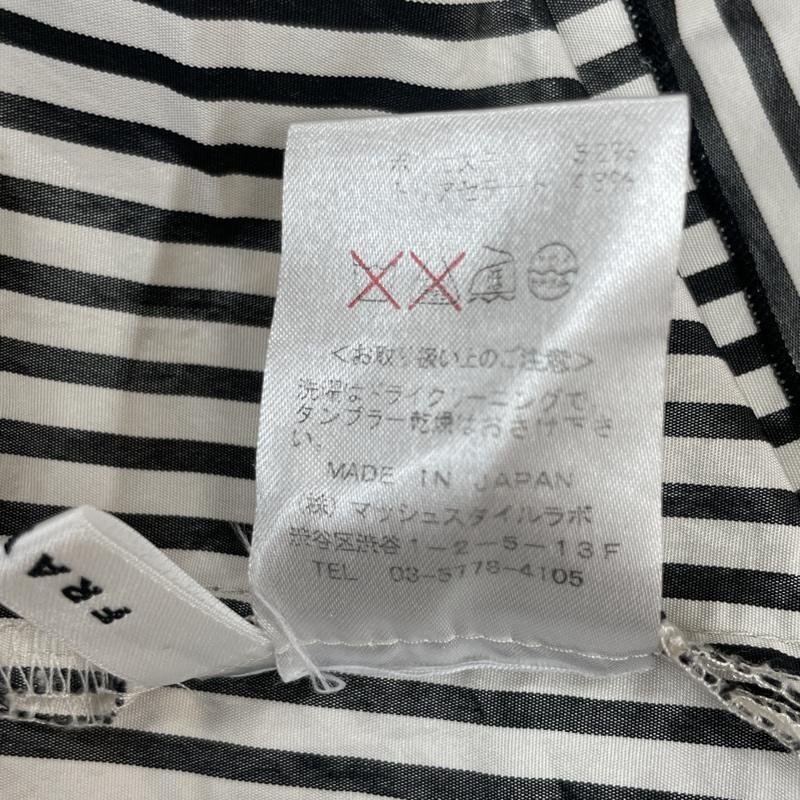 <お取り扱い上のご注意>
洗濯はドライクリーニングで、
タンブラー乾燥はおさけ下さ
い。
MADE IN JAPAN
(株)マッシュスタイルラボ
渋谷区渋谷1-2-5-13F
TEL 03-5778-4105
FRA